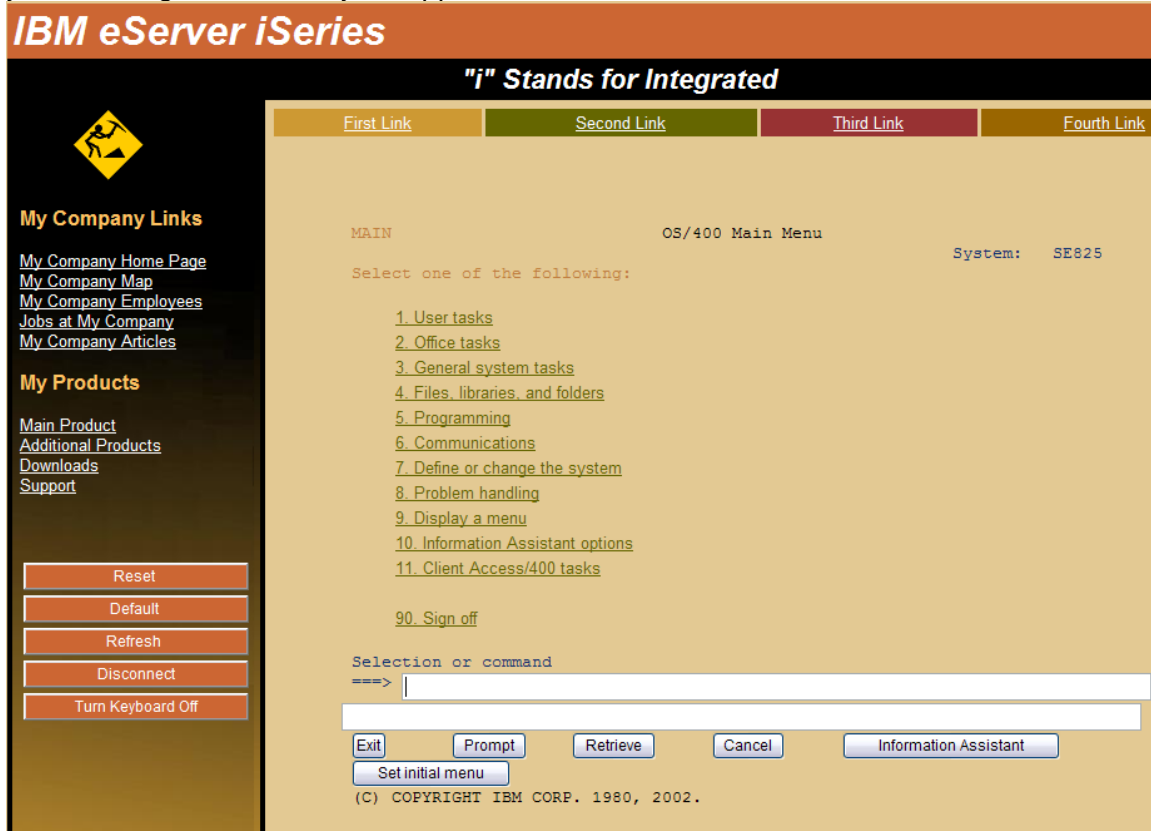 IBM eServer iSeries
"i" Stands for Integrated
First Link Second Link Third Link Fourth Link
My Company Links
My Company Home Page
My Company Map
My Company Employees
Jobs at My Company
My Company Articles
My Products
Main Product
Additional Products
Downloads
Support
Reset
Default
Refresh
Disconnect
Turn Keyboard Off
MAIN OS/400 Main Menu
System: SE825
Select one of the following:
1. User tasks
2. Office tasks
3. General system tasks
4. Files, libraries, and folders
5. Programming
6. Communications
7. Define or change the system
8. Problem handling
9. Display a menu
10. Information Assistant options
11. Client Access/400 tasks
90. Sign off
Selection or command
===>
Exit Prompt Retrieve Cancel Information Assistant
Set initial menu
(C) COPYRIGHT IBM CORP. 1980, 2002.